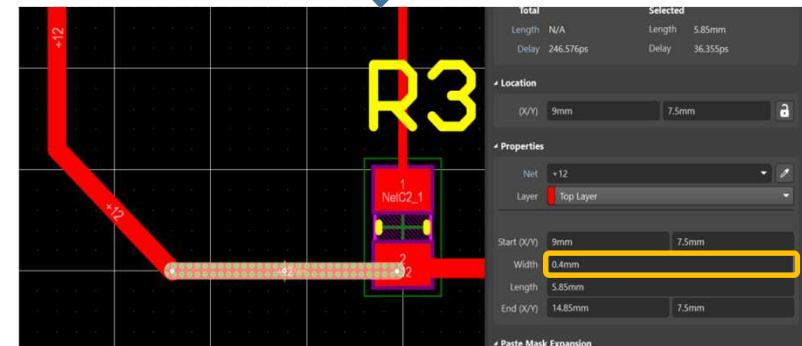 Total Selected
Length N/A Length 5.85mm
Delay 246.576ps Delay 36.355ps
Location
(X/Y) 9mm 7.5mm
Properties
Net +12
Layer Top Layer
Start (X/Y) 9mm 7.5mm
Width 0.4mm
Length 5.85mm
End (X/Y) 14.85mm 7.5mm
Paste Mask Expansion
+12
R3
1
NetC2_1
+12
2